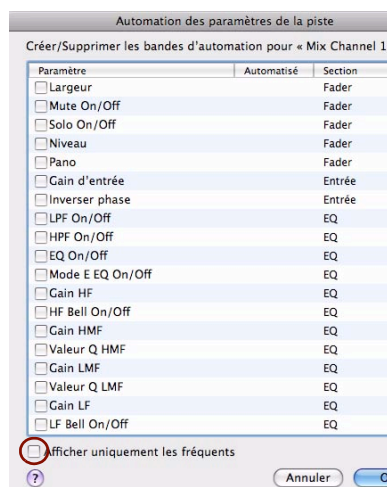 Automation des paramètres de la piste
Créer/Supprimer les bandes d'automation pour « Mix Channel 1
Paramètre Automatisé Section
Largeur Fader
Mute On/Off Fader
Solo On/Off Fader
Niveau Fader
Pano Fader
Gain d'entrée Entrée
Inverser phase Entrée
LPF On/Off EQ
HPF On/Off EQ
EQ On/Off EQ
Mode E EQ On/Off EQ
Gain HF EQ
HF Bell On/Off EQ
Gain HMF EQ
Valeur Q HMF EQ
Gain LMF EQ
Valeur Q LMF EQ
Gain LF EQ
LF Bell On/Off EQ
Afficher uniquement les fréquents
? Annuler